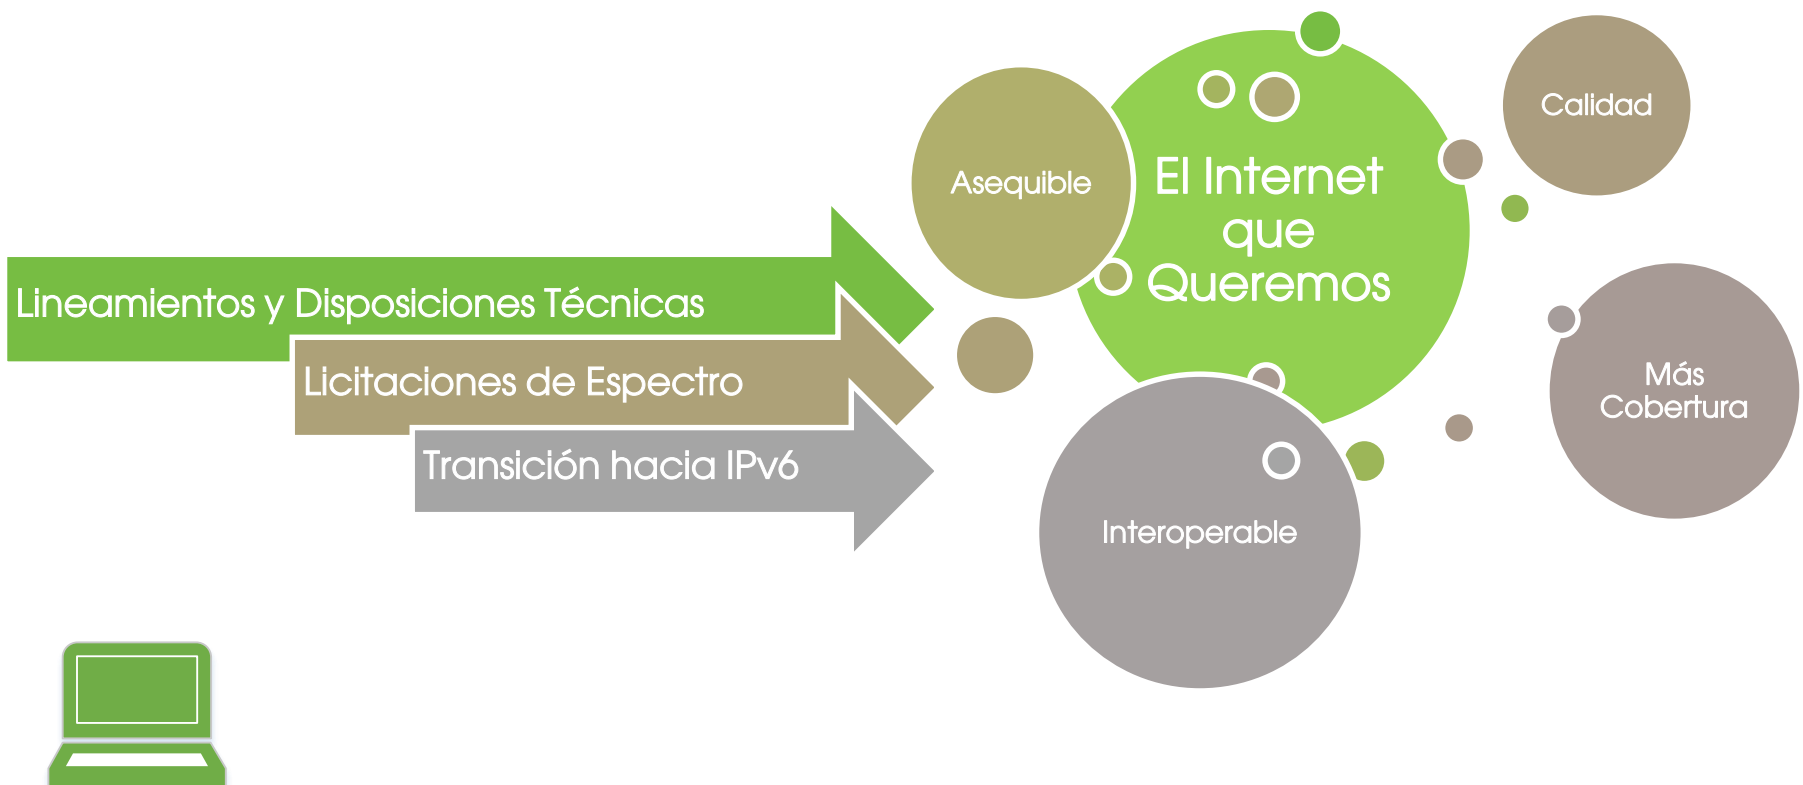 Lineamientos y Disposiciones Técnicas
Licitaciones de Espectro
Transición hacia IPv6
Asequible
El Internet
que
Queremos
Calidad
Más
Cobertura
Interoperable